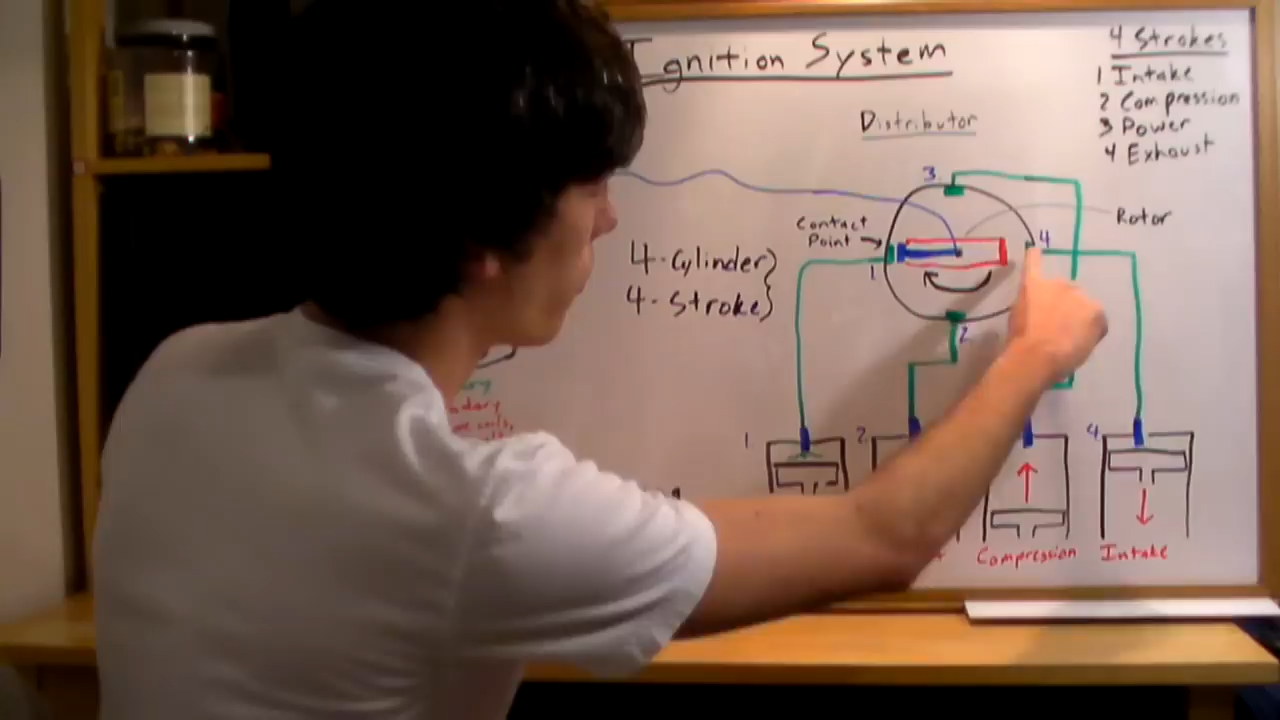 Ignition System
4 Strokes
1 Intake
2 Compression
3 Power
4 Exhaust
Distributor
3
Contact
Point
Rotor
4
1
2
4-Cylinder
4-Stroke
1
2
4
Compression
Intake